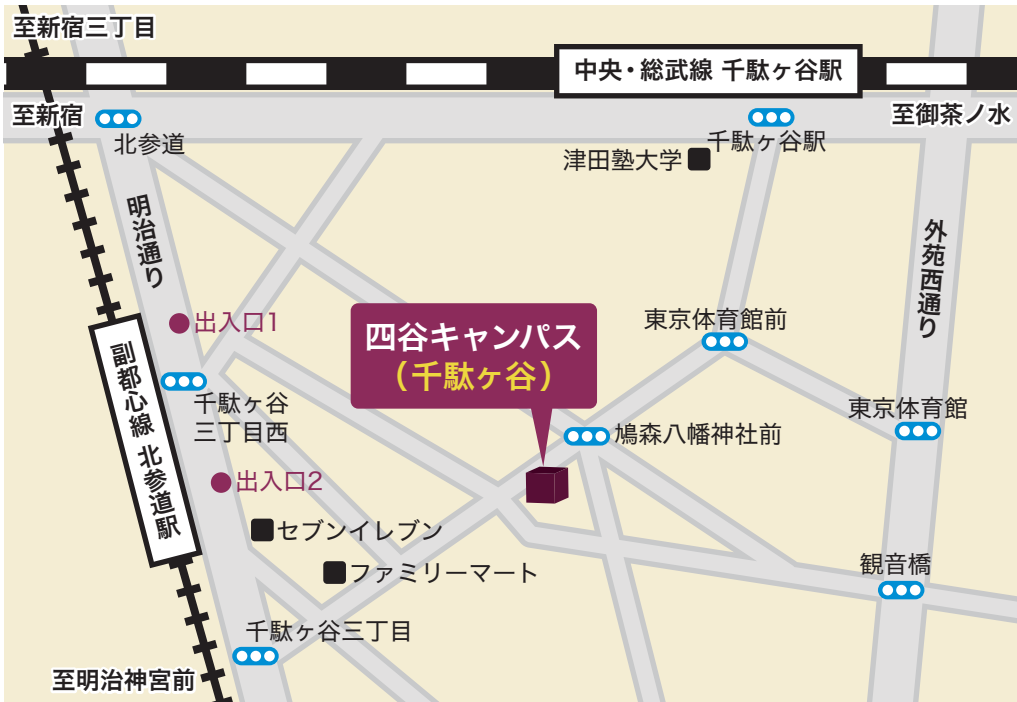 至新宿三丁目
中央・総武線 千駄ヶ谷駅
至新宿
至御茶ノ水
北参道
千駄ヶ谷駅
津田塾大学
明治通り
外苑西通り
出入口1
四谷キャンパス
(千駄ヶ谷)
東京体育館前
副都心線 北参道駅
千駄ヶ谷
三丁目西
東京体育館
鳩森八幡神社前
出入口2
セブンイレブン
ファミリーマート
観音橋
千駄ヶ谷三丁目
至明治神宮前